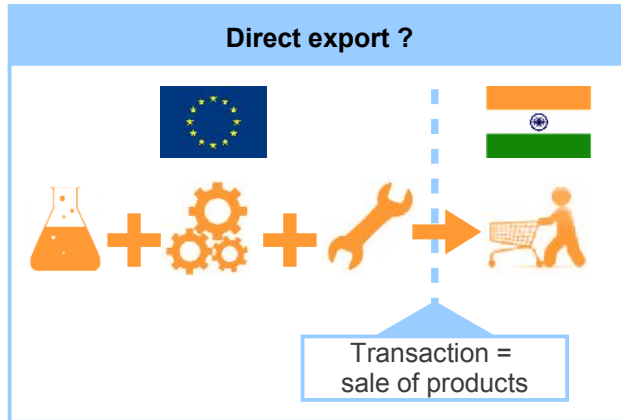 Direct export ?
Transaction =
sale of products